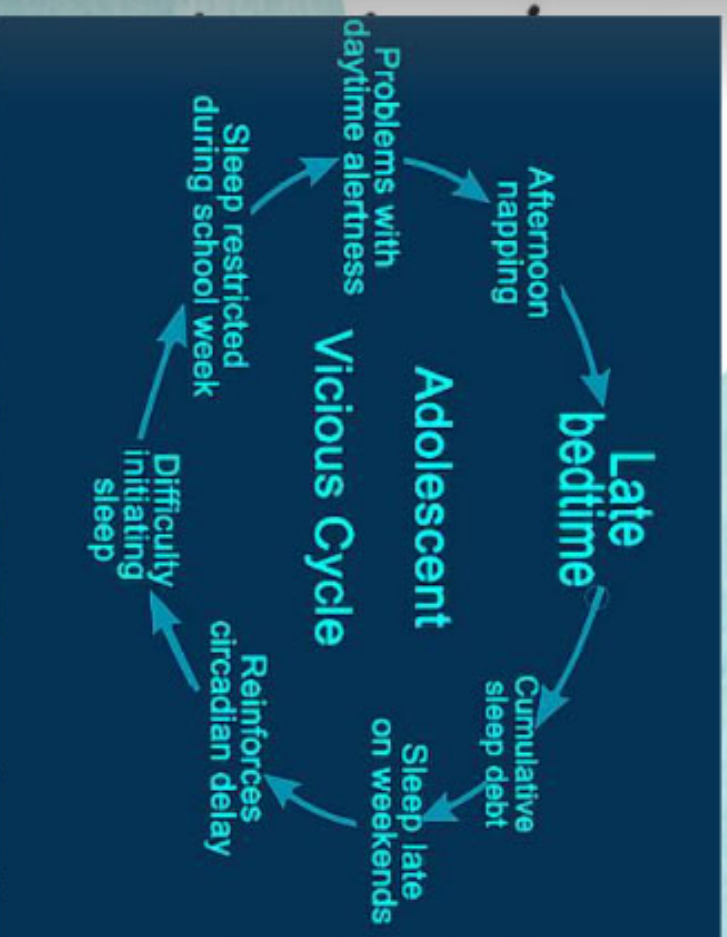 Late
bedtime
Cumulative
sleep debt
Sleep late
on weekends
Reinforces
circadian delay
Difficulty
initiating
sleep
Sleep restricted
during school week
Problems with
daytime alertness
Afternoon
napping
Adolescent
Vicious Cycle